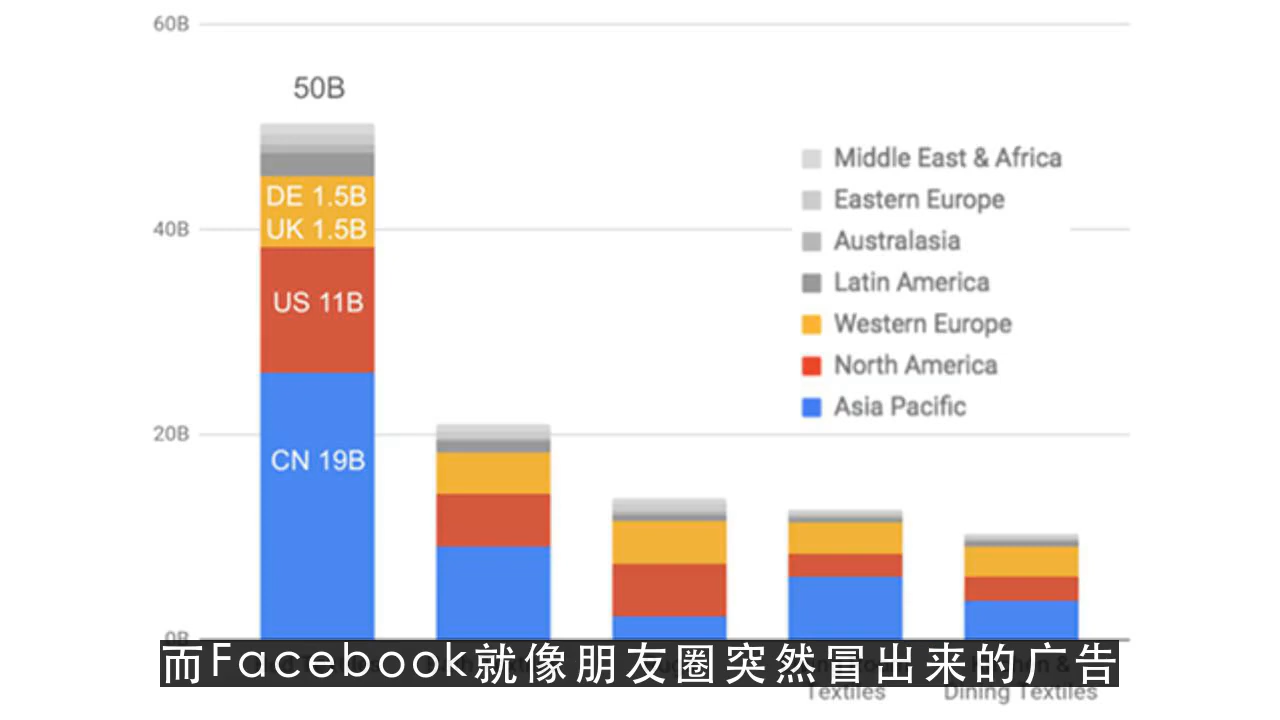 60B
50B
Middle East & Africa
DE 1.5B
Eastern Europe
UK 1.5B
40B
Australasia
Latin America
US 11B
Western Europe
North America
Asia Pacific
20B
CN 19B
0B
而Facebook就像朋友圈突然冒出来的广告
Textiles
Dining Textiles